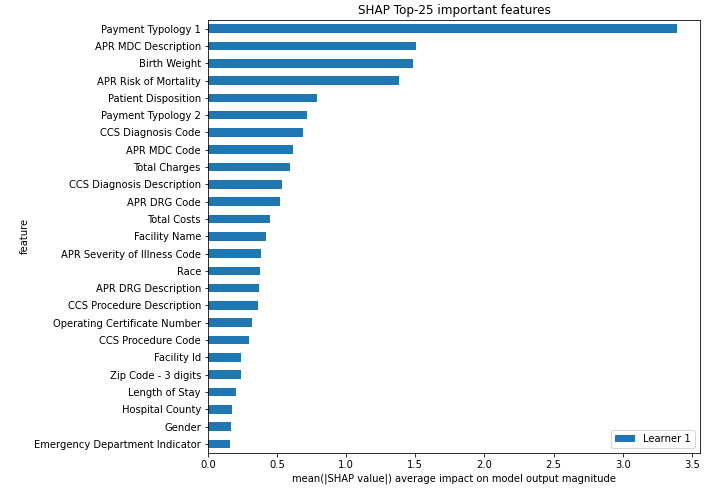 SHAP Top-25 important features
Payment Typology 1
APR MDC Description
Birth Weight
APR Risk of Mortality
Patient Disposition
Payment Typology 2
CCS Diagnosis Code
APR MDC Code
Total Charges
CCS Diagnosis Description
APR DRG Code
Total Costs
Facility Name
APR Severity of Illness Code
Race
APR DRG Description
CCS Procedure Description
Operating Certificate Number
CCS Procedure Code
Facility Id
Zip Code - 3 digits
Length of Stay
Hospital County
Gender
Emergency Department Indicator
feature
Learner 1
0.0 0.5 1.0 1.5 2.0 2.5 3.0 3.5
mean(|SHAP value|) average impact on model output magnitude